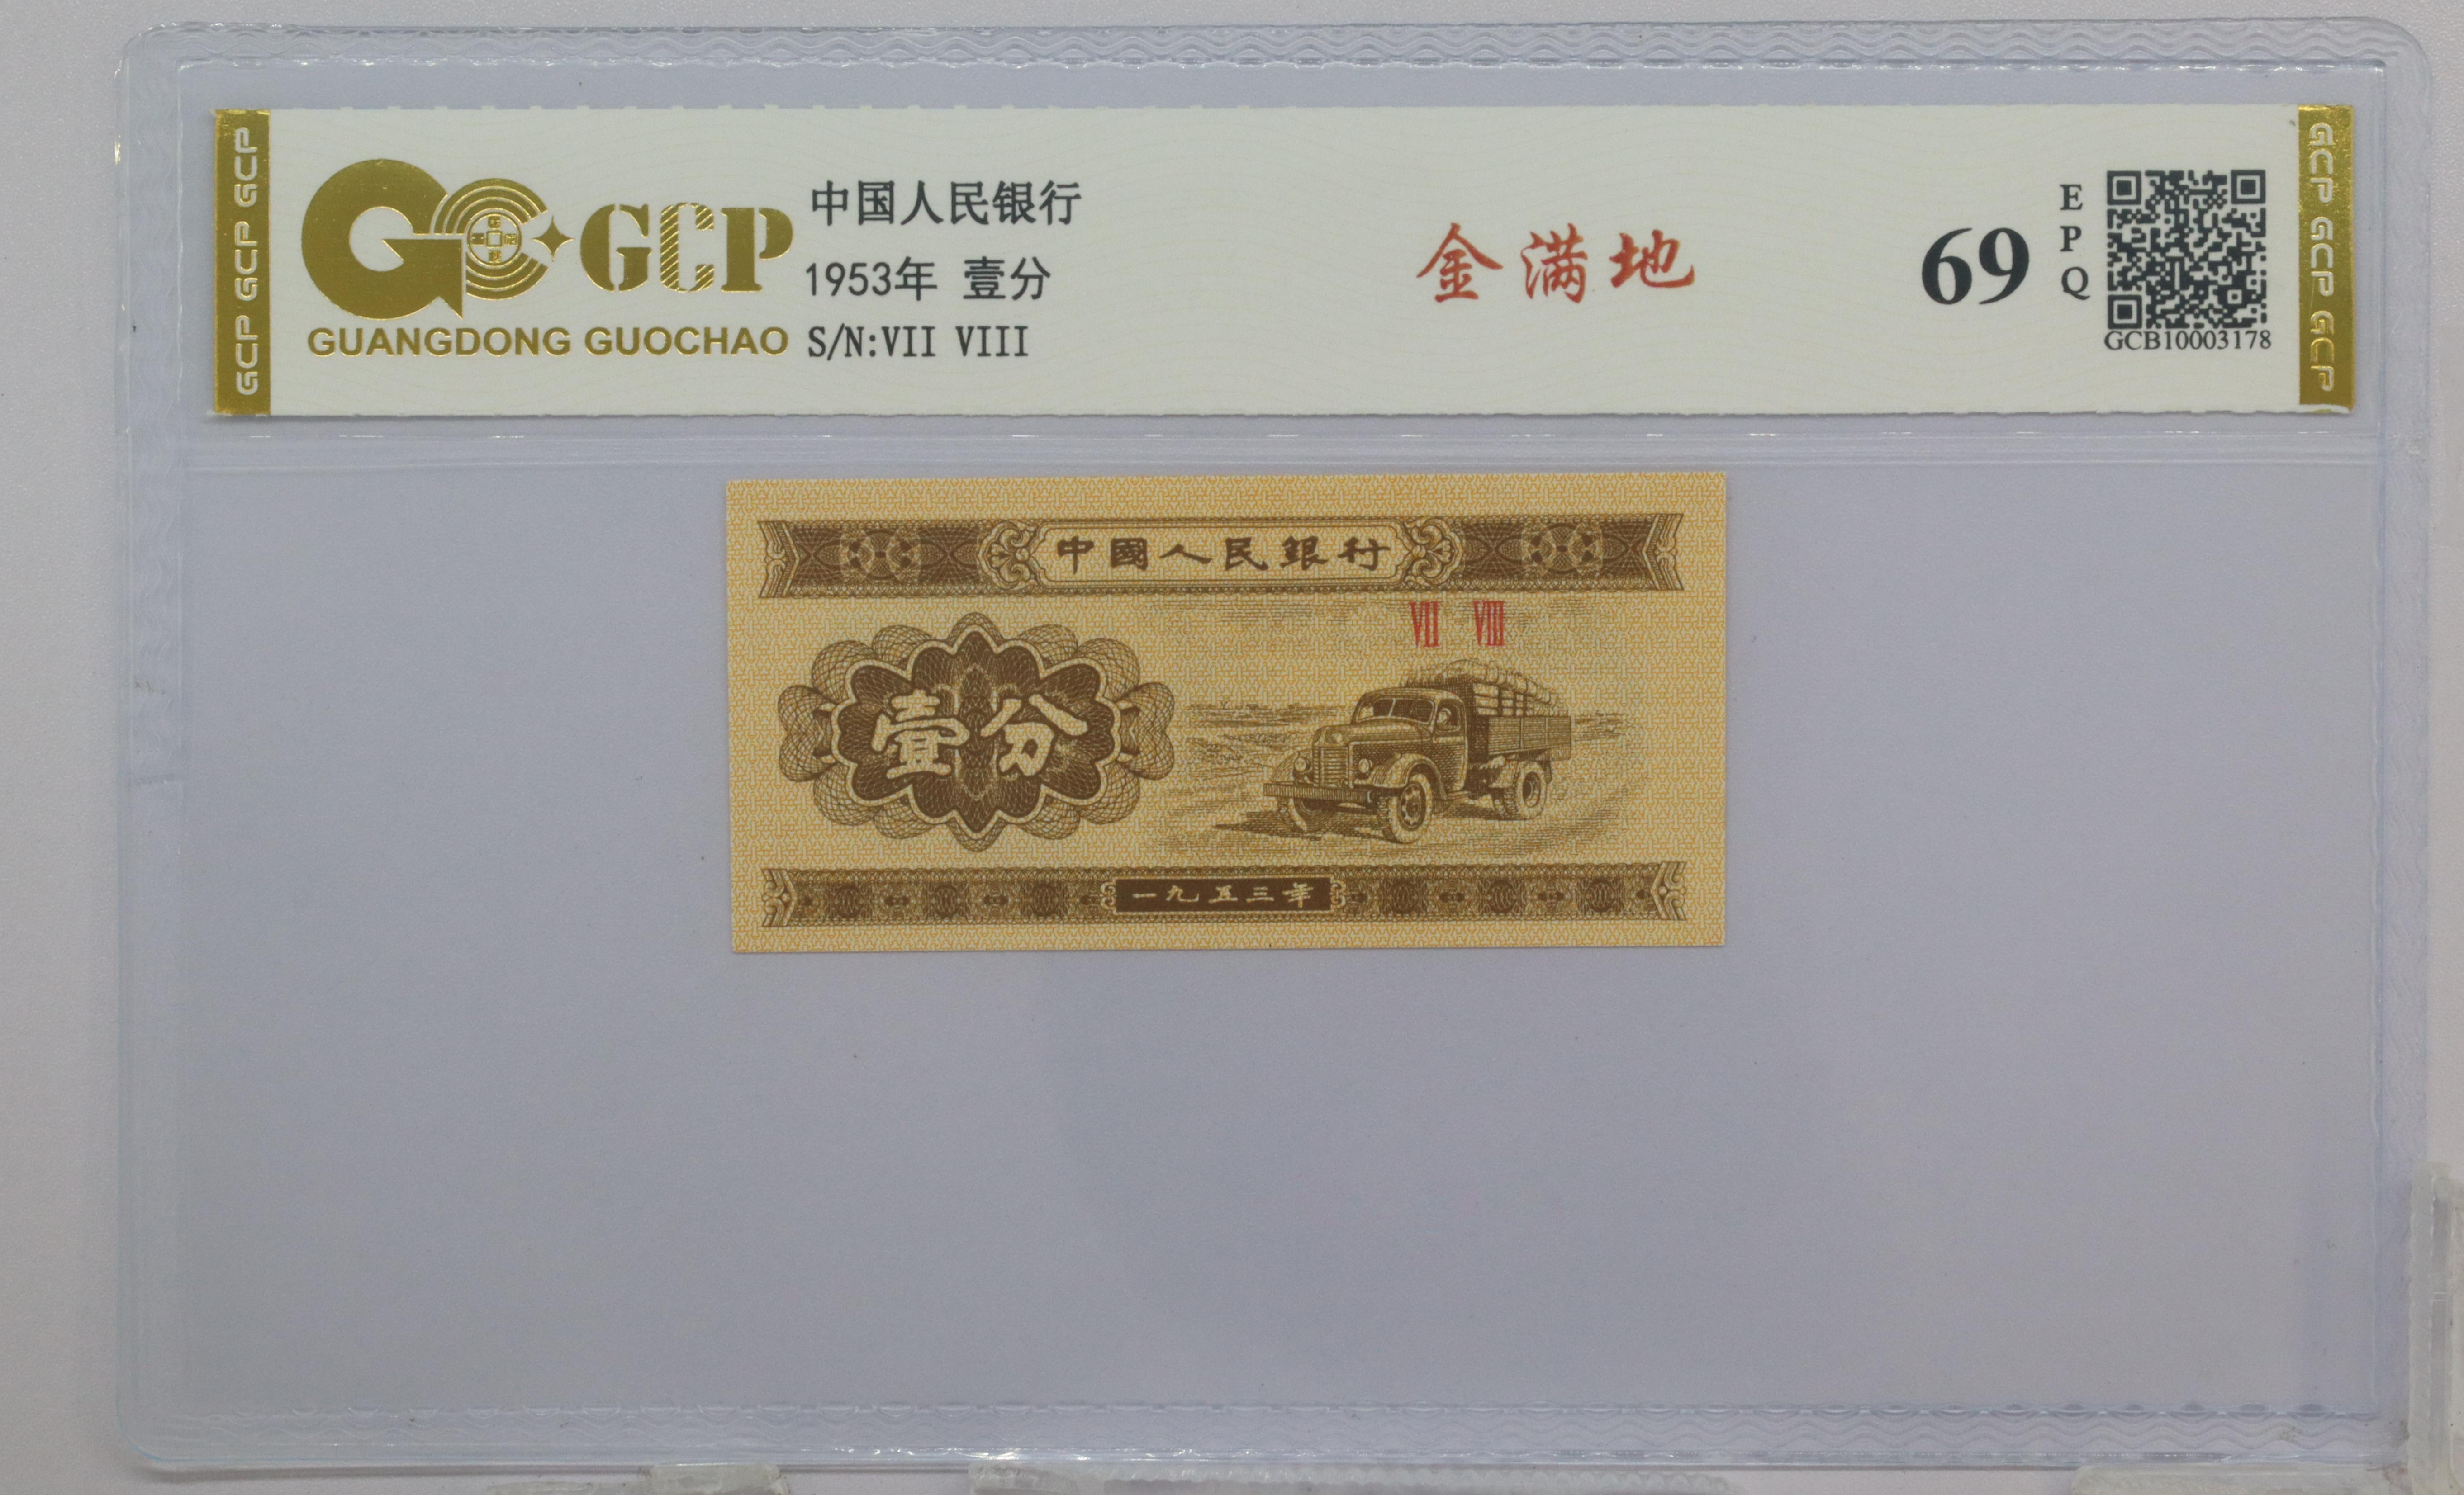 GCP GCP GCP
GCP
GUANGDONG GUOCHAO
中国人民银行
1953年 壹分
S/N:VII VIII
金满地
69
EPQ
GCB10003178
GCP GCP GCP
中國人民銀行
VII VIII
壹分
一九五三年